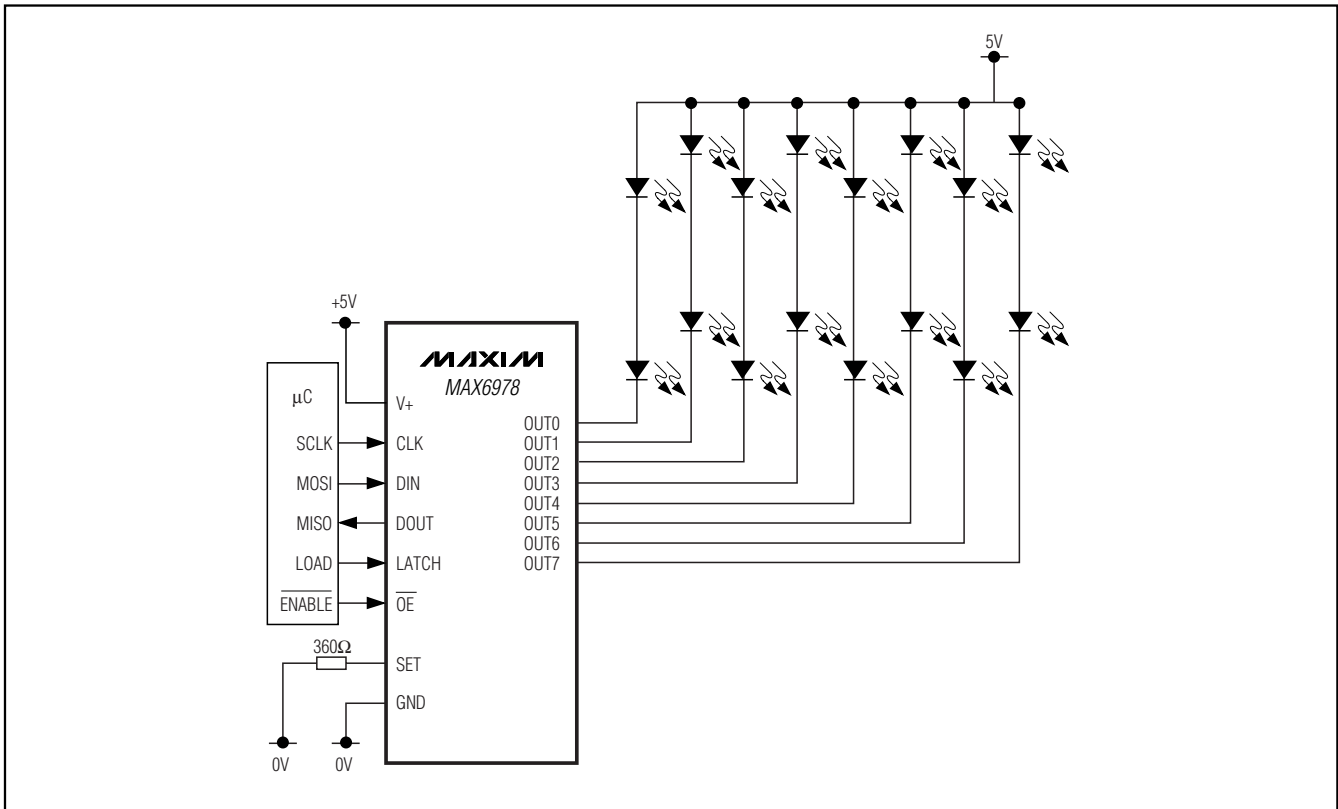 5V
+5V
MAXIM
MAX6978
µC
V+
OUT0
SCLK
CLK
OUT1
OUT2
MOSI
DIN
OUT3
OUT4
MISO
DOUT
OUT5
OUT6
LOAD
LATCH
OUT7
ENABLE
OE
360Ω
SET
GND
0V
0V